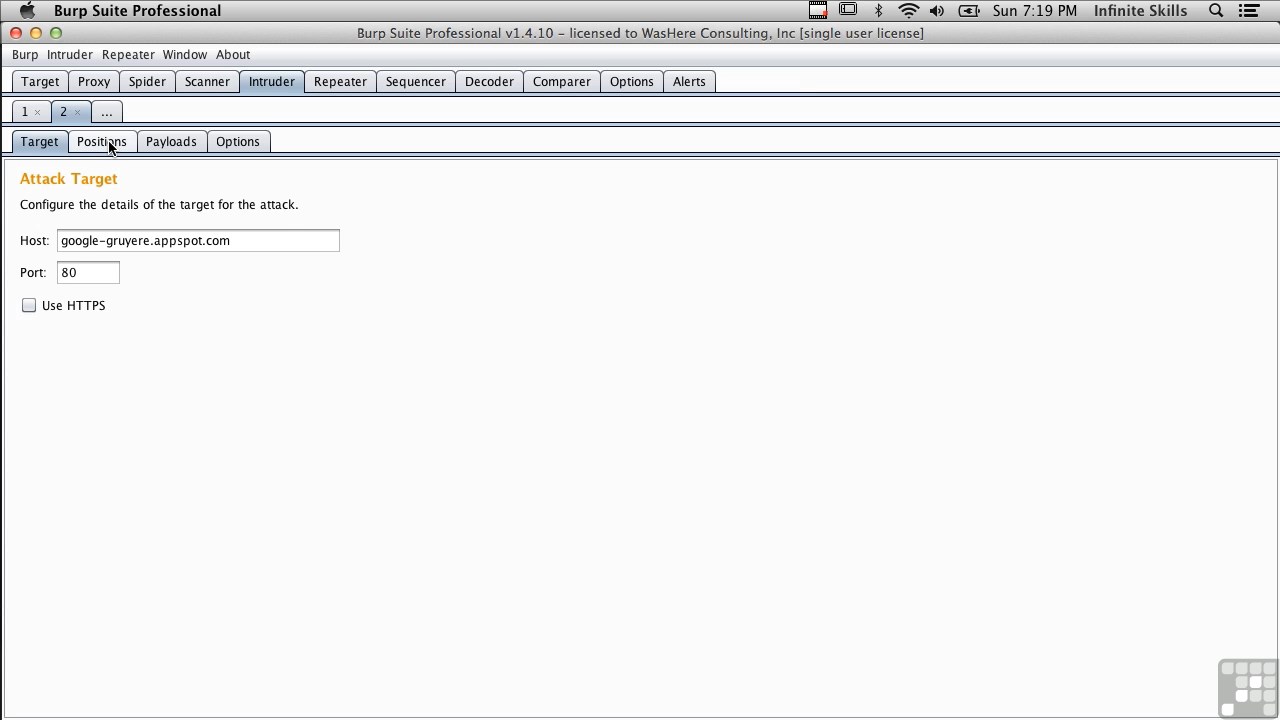 Burp Suite Professional Sun 7:19 PM Infinite Skills
Burp Suite Professional v1.4.10 – licensed to WasHere Consulting, Inc [single user license]
Burp Intruder Repeater Window About
Target Proxy Spider Scanner Intruder Repeater Sequencer Decoder Comparer Options Alerts
1 × 2 × ...
Target Positions Payloads Options
Attack Target
Configure the details of the target for the attack.
Host: google-gruyere.appspot.com
Port: 80
Use HTTPS